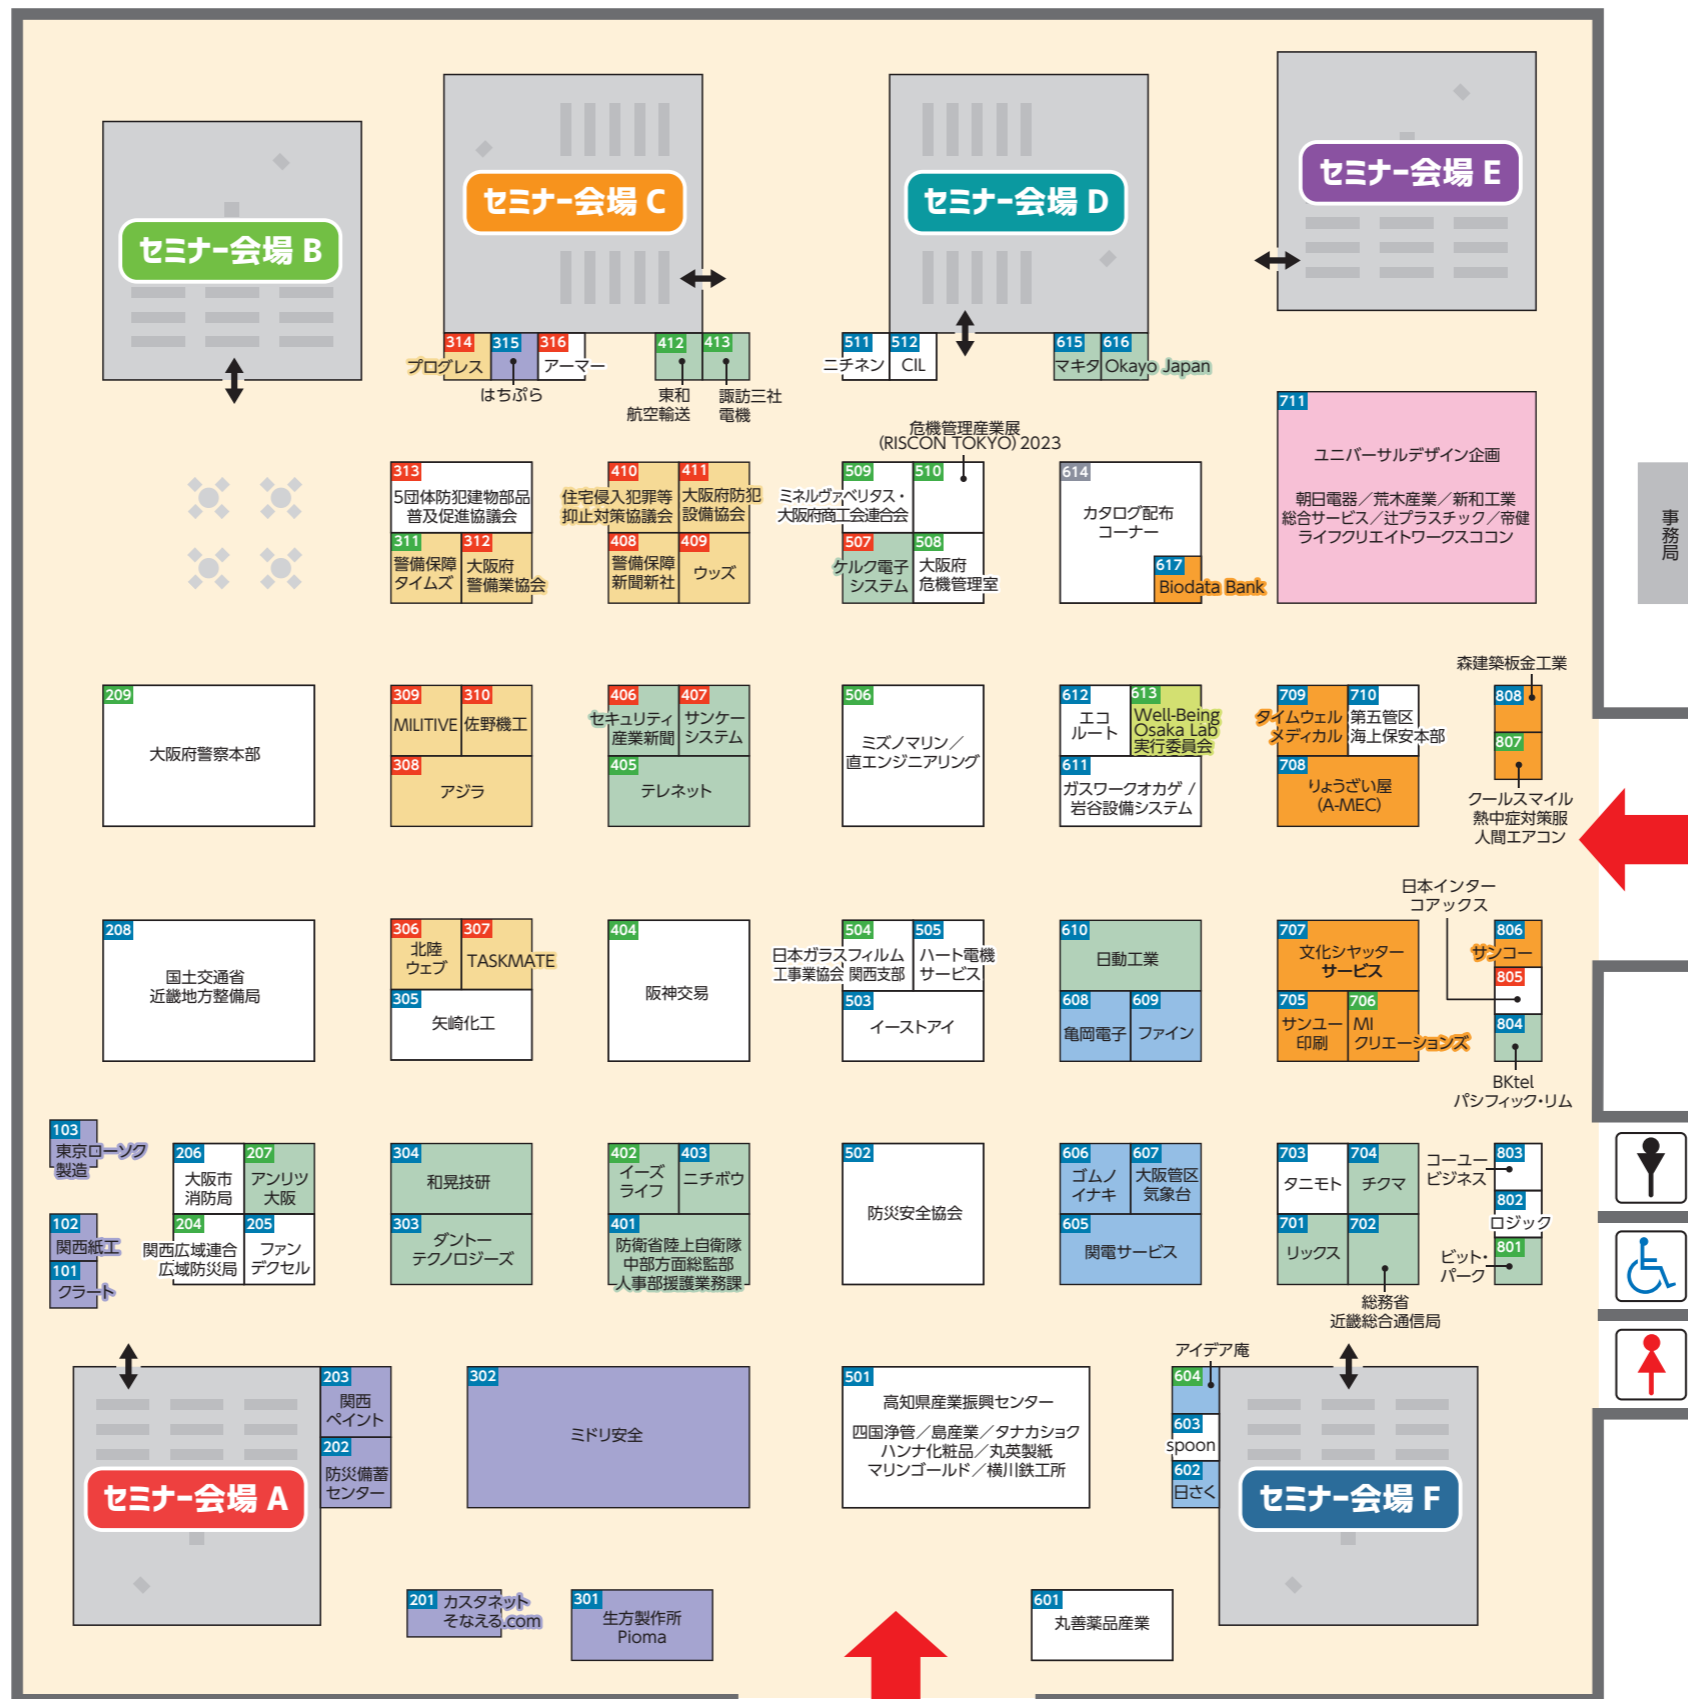 セミナー会場 B
セミナー会場 C
セミナー会場 D
セミナー会場 E
314
プログレス
315
はちぷら
316
アーマー
412
東和
航空輸送
413
諏訪三社
電機
511
ニチネン
512
CIL
615
マキタ
616
Okayo Japan
313
5団体防犯建物部品
普及促進協議会
311
警備保障
タイムズ
312
大阪府
警備業協会
410
住宅侵入犯罪等
抑止対策協議会
411
大阪府防犯
設備協会
408
警備保障
新聞新社
409
ウッズ
危機管理産業展
(RISCON TOKYO) 2023
509
ミネルヴァベリタス・
大阪府商工会連合会
510
507
ケルク電子
システム
508
大阪府
危機管理室
614
カタログ配布
コーナー
617
Biodata Bank
711
ユニバーサルデザイン企画
朝日電器／荒木産業／新和工業
総合サービス／辻プラスチック／帝健
ライフクリエイトワークスココン
事務局
209
大阪府警察本部
309
MILITIVE
310
佐野機工
308
アジラ
406
セキュリティ
産業新聞
407
サンケー
システム
405
テレネット
506
ミズノマリン／
直エンジニアリング
612
エコ
ルート
613
Well-Being
Osaka Lab
実行委員会
611
ガスワークオカゲ /
岩谷設備システム
709
タイムウェル
メディカル
710
第五管区
海上保安本部
708
りょうざい屋
(A-MEC)
森建築板金工業
808
807
クールスマイル
熱中症対策服
人間エアコン
208
国土交通省
近畿地方整備局
306
北陸
ウェブ
307
TASKMATE
305
矢崎化工
404
阪神交易
504
日本ガラスフィルム
工事業協会 関西支部
505
ハート電機
サービス
503
イーストアイ
610
日動工業
608
亀岡電子
609
ファイン
707
文化シヤッター
サービス
705
サンユー
印刷
706
MI
クリエーションズ
日本インター
コアックス
806
サンコー
805
804
BKtel
パシフィック・リム
103
東京ローソク
製造
102
関西紙工
101
クラート
206
大阪市
消防局
207
アンリツ
大阪
204
関西広域連合
広域防災局
205
ファン
デクセル
304
和晃技研
303
ダントー
テクノロジーズ
402
イーズ
ライフ
403
ニチボウ
401
防衛省陸上自衛隊
中部方面総監部
人事部援護業務課
502
防災安全協会
606
ゴムノ
イナキ
607
大阪管区
気象台
605
関電サービス
703
タニモト
704
チクマ
701
リックス
702
総務省
近畿総合通信局
803
コーユー
ビジネス
802
ロジック
801
ビット・
パーク
セミナー会場 A
203
関西
ペイント
202
防災備蓄
センター
302
ミドリ安全
501
高知県産業振興センター
四国浄管／島産業／タナカショク
ハンナ化粧品／丸英製紙
マリンゴールド／横川鉄工所
アイデア庵
604
603
spoon
602
日さく
セミナー会場 F
201
カスタネット
そなえる.com
301
生方製作所
Pioma
601
丸善薬品産業